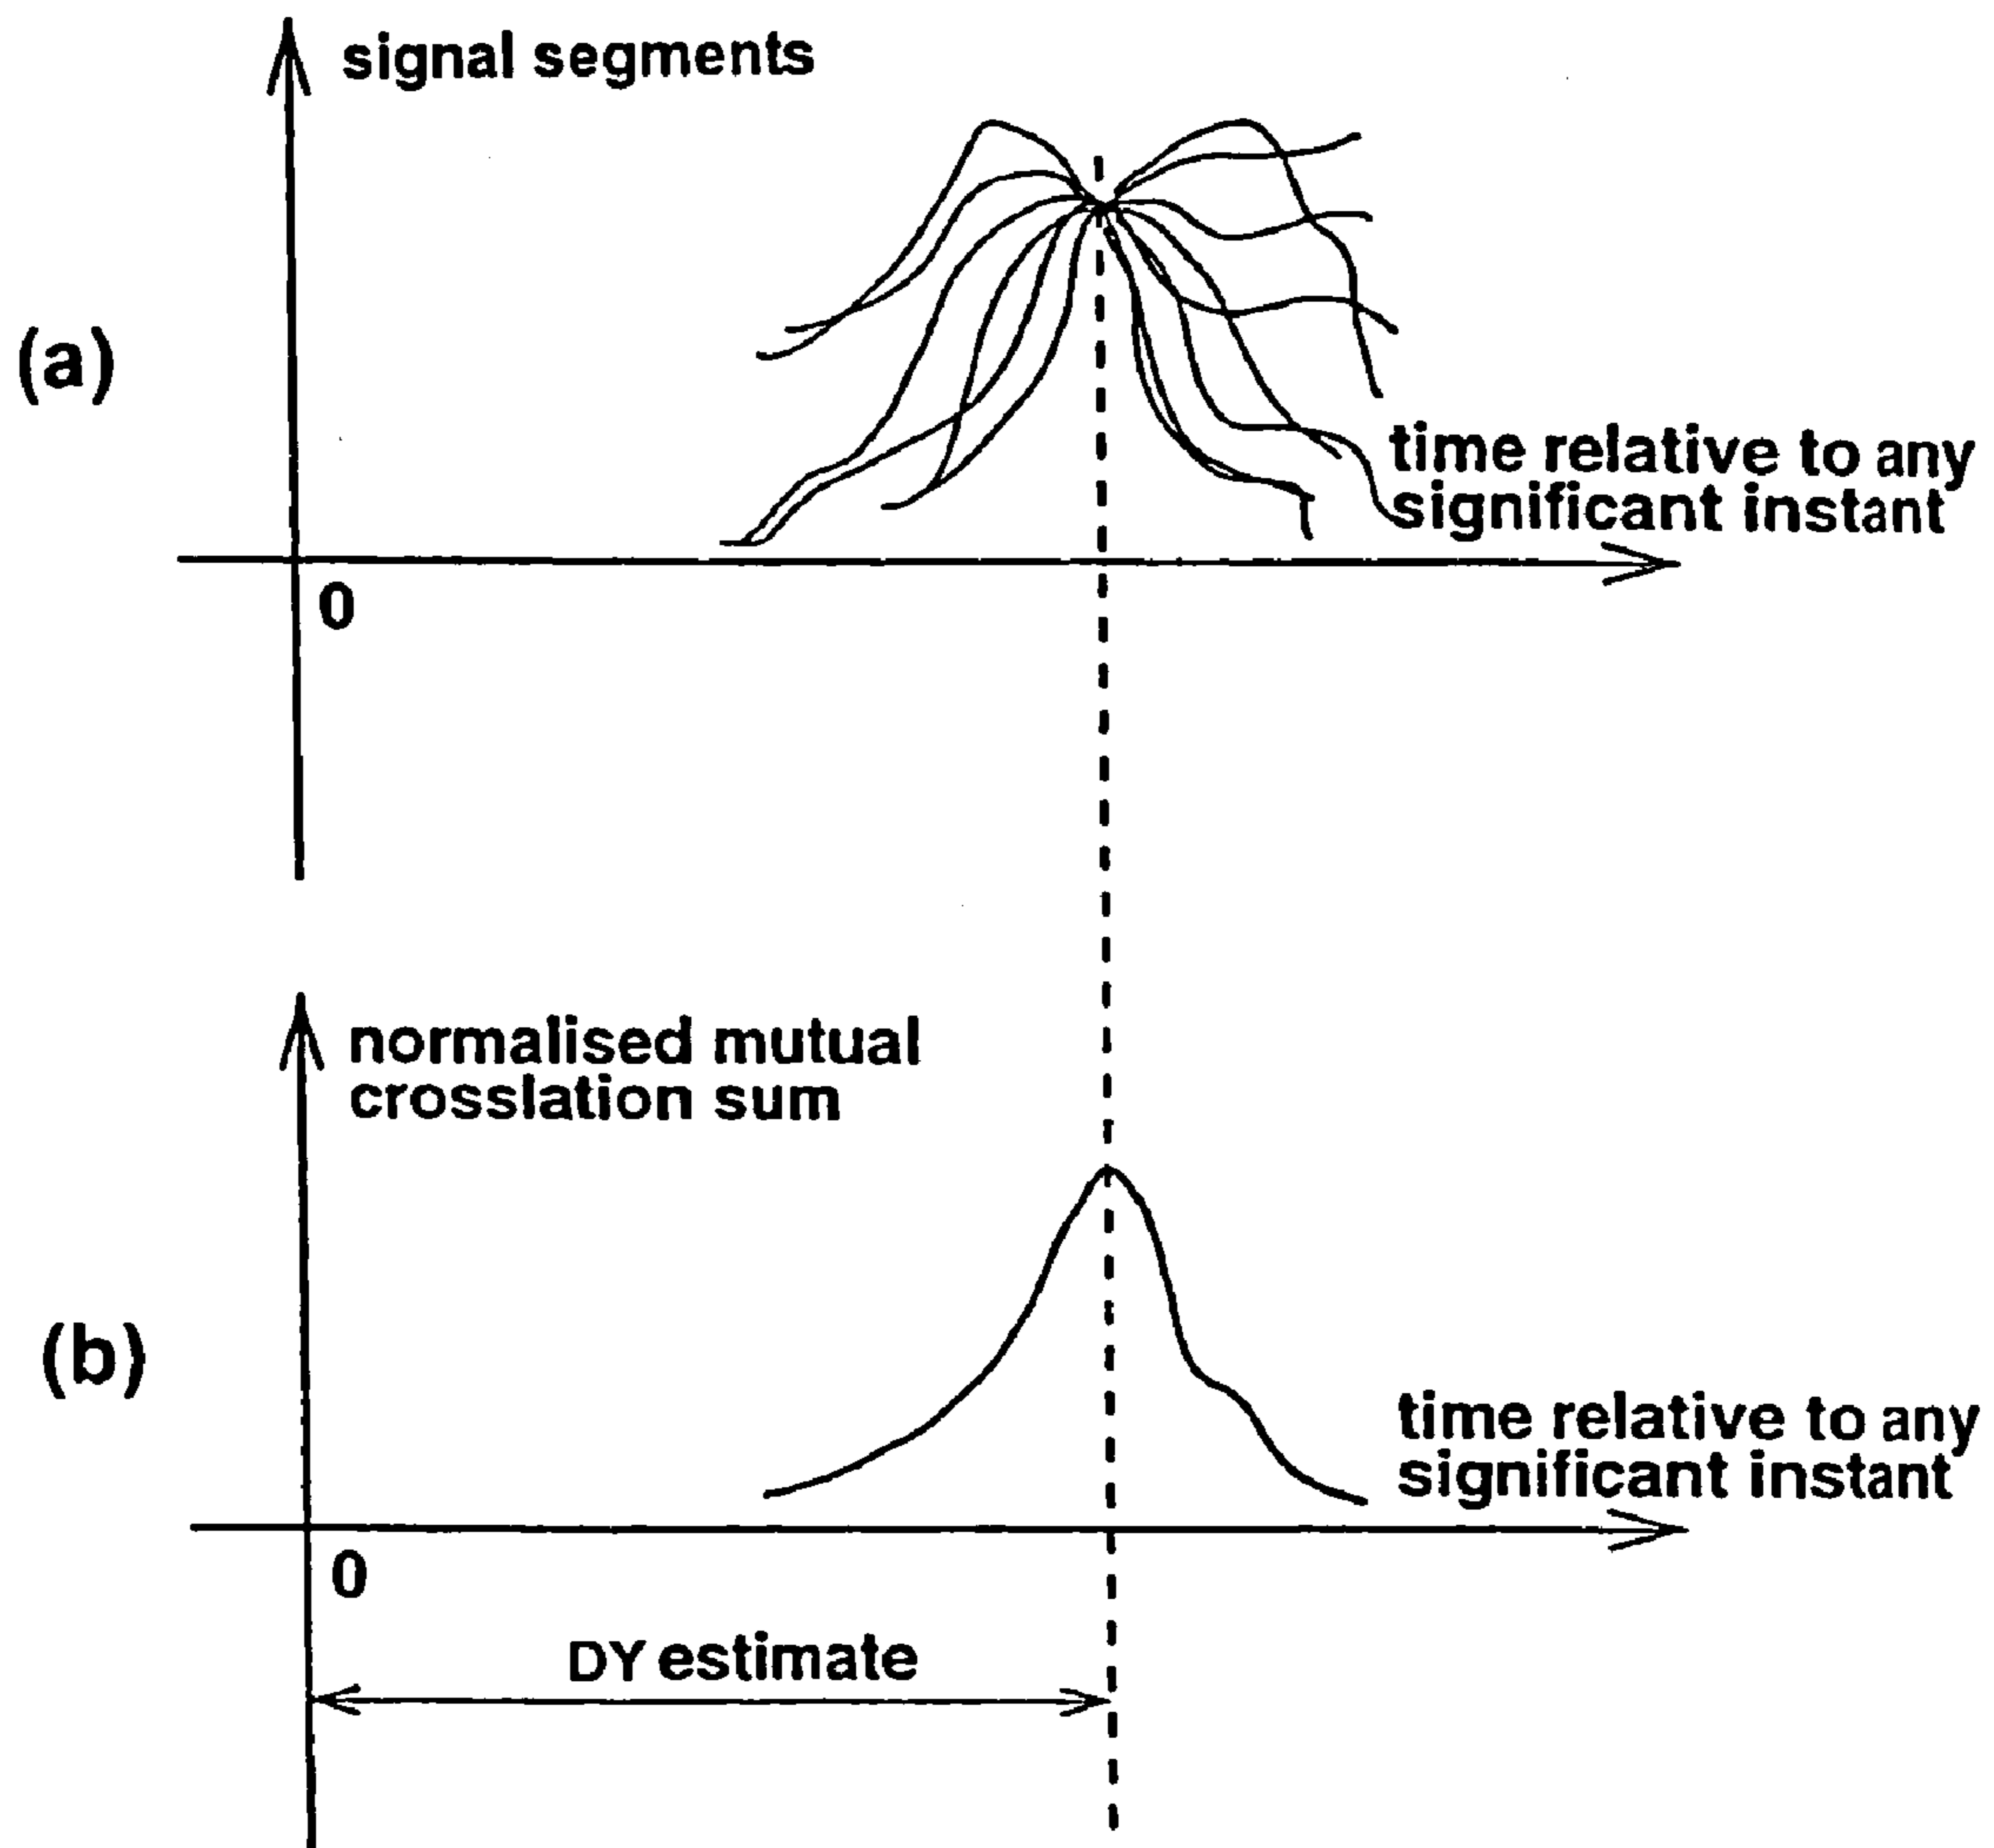 signal segments
(a)
time relative to any
significant instant
0
normalised mutual
crosslation sum
(b)
time relative to any
significant instant
0
DY estimate